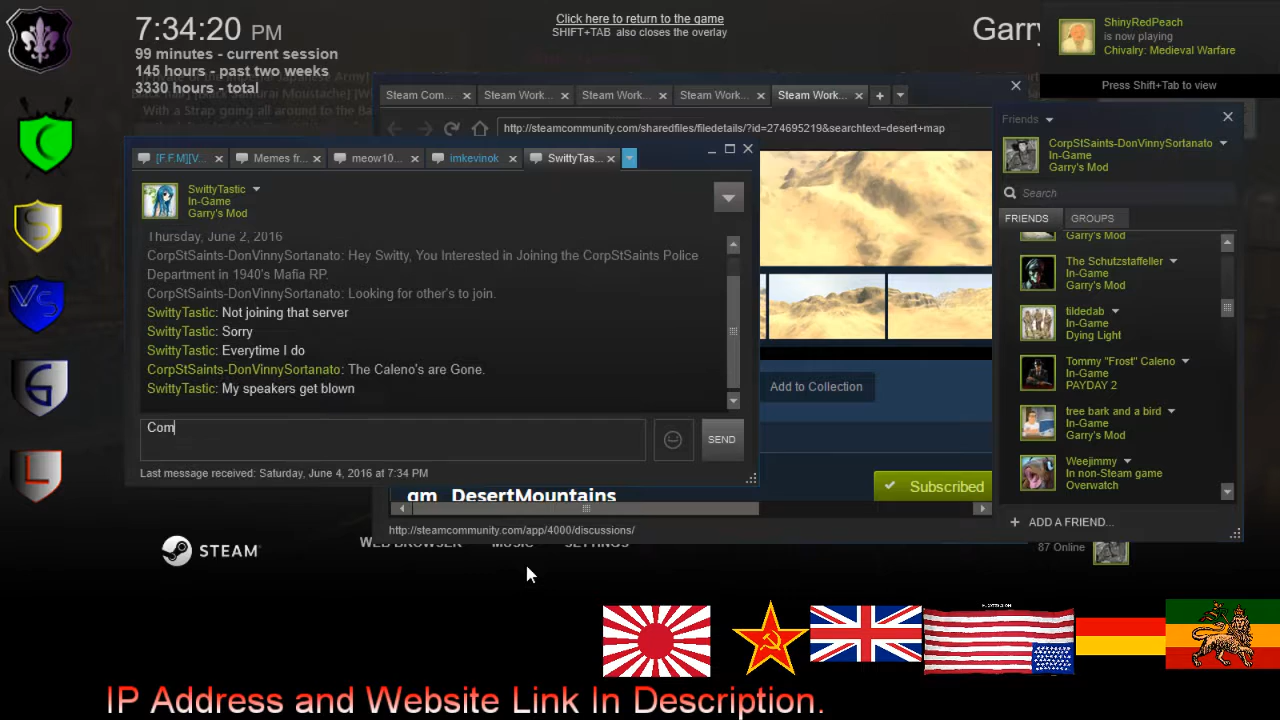 7:34:20 PM
99 minutes - current session
145 hours - past two weeks
3330 hours - total
Click here to return to the game
SHIFT+TAB also closes the overlay
Garry
ShinyRedPeach
is now playing
Chivalry: Medieval Warfare
Press Shift+Tab to view
Steam Com...
Steam Work...
Steam Work...
Steam Work...
Steam Work...
http://steamcommunity.com/sharedfiles/filedetails/?id=274695219&searchtext=desert+map
[F.F.M][V...
Memes fr...
meow10...
imkevinok
SwittyTas...
SwittyTastic
In-Game
Garry's Mod
Thursday, June 2, 2016
CorpStSaints-DonVinnySortanato: Hey Switty, You Interested in Joining the CorpStSaints Police
Department in 1940's Mafia RP.
CorpStSaints-DonVinnySortanato: Looking for other's to join.
SwittyTastic: Not joining that server
SwittyTastic: Sorry
SwittyTastic: Everytime I do
CorpStSaints-DonVinnySortanato: The Caleno's are Gone.
SwittyTastic: My speakers get blown
Com
SEND
Last message received: Saturday, June 4, 2016 at 7:34 PM
Add to Collection
Subscribed
gm_DesertMountains
http://steamcommunity.com/app/4000/discussions/
Friends
CorpStSaints-DonVinnySortanato
In-Game
Garry's Mod
Search
FRIENDS
GROUPS
Garry's Mod
The Schutzstaffeller
In-Game
Garry's Mod
tildedab
In-Game
Dying Light
Tommy "Frost" Caleno
In-Game
PAYDAY 2
tree bark and a bird
In-Game
Garry's Mod
Weejimmy
In non-Steam game
Overwatch
ADD A FRIEND...
87 Online
STEAM
WEB BROWSER
MUSIC
SETTINGS
S
VS
G
L
IP Address and Website Link In Description.